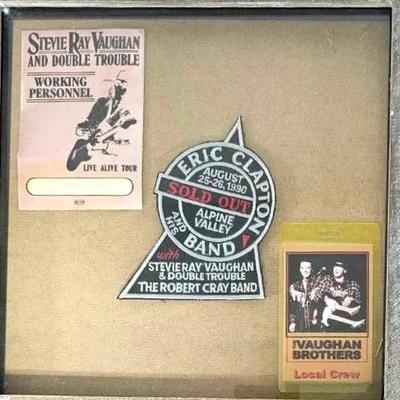 STEVIE RAY VAUGHAN
AND DOUBLE TROUBLE
WORKING
PERSONNEL
LIVE ALIVE TOUR
ERIC CLAPTON
AUGUST
25-26, 1990
SOLD OUT
ALPINE
VALLEY
AND HIS
BAND
with
STEVIE RAY VAUGHAN
& DOUBLE TROUBLE
THE ROBERT CRAY BAND
THE VAUGHAN
BROTHERS
Local Crew